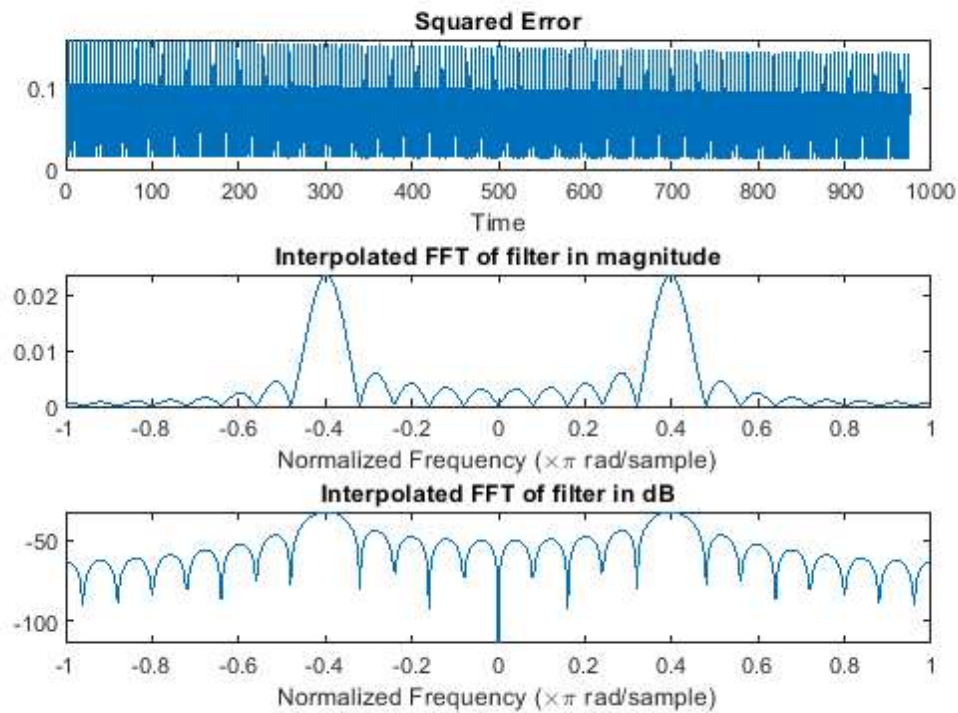 Squared Error
0.1
0
0 100 200 300 400 500 600 700 800 900 1000
Time
Interpolated FFT of filter in magnitude
0.02
0.01
0
-1 -0.8 -0.6 -0.4 -0.2 0 0.2 0.4 0.6 0.8 1
Normalized Frequency (×π rad/sample)
Interpolated FFT of filter in dB
-50
-100
-1 -0.8 -0.6 -0.4 -0.2 0 0.2 0.4 0.6 0.8 1
Normalized Frequency (×π rad/sample)